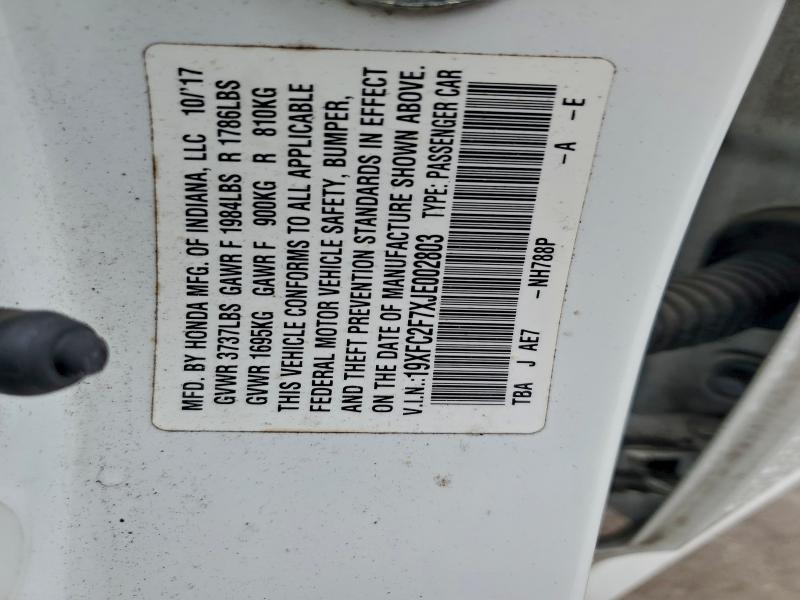 MFD. BY HONDA MFG. OF INDIANA, LLC 10/'17
GVWR 3737LBS GAWR F 1984LBS R 1786LBS
GVWR 1695KG GAWR F 900KG R 810KG
THIS VEHICLE CONFORMS TO ALL APPLICABLE
FEDERAL MOTOR VEHICLE SAFETY, BUMPER,
AND THEFT PREVENTION STANDARDS IN EFFECT
ON THE DATE OF MANUFACTURE SHOWN ABOVE.
V.I.N.:19XFC2F7XJE002803 TYPE: PASSENGER CAR
TBA J AE7 -NH788P -A -E